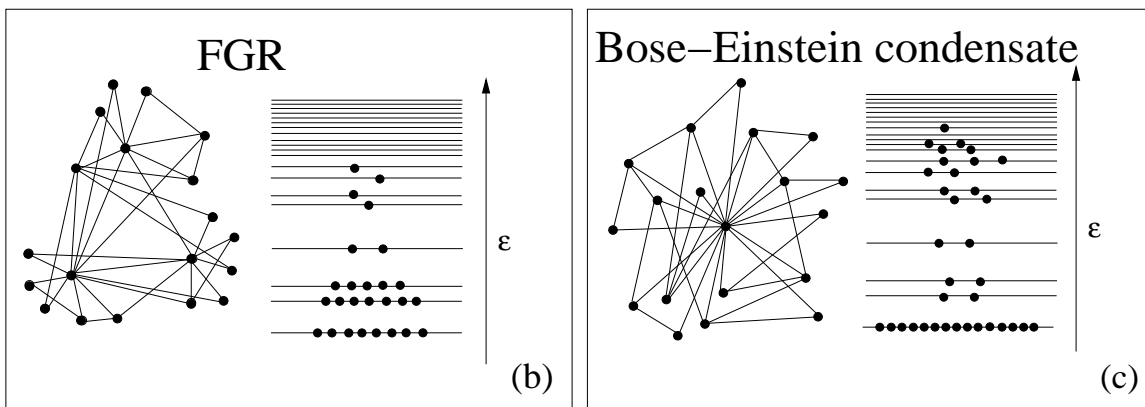 FGR
ε
(b)
Bose−Einstein condensate
ε
(c)